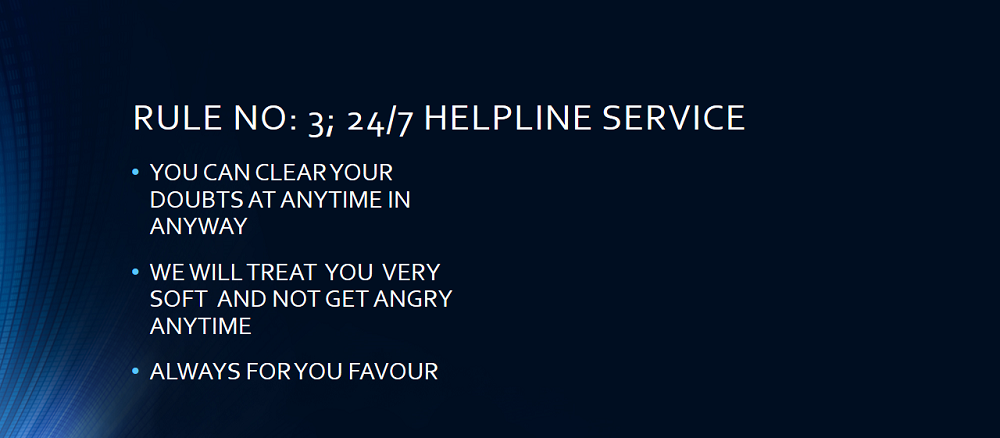 RULE NO: 3; 24/7 HELPLINE SERVICE
• YOU CAN CLEAR YOUR
DOUBTS AT ANYTIME IN
ANYWAY
• WE WILL TREAT YOU VERY
SOFT AND NOT GET ANGRY
ANYTIME
• ALWAYS FOR YOU FAVOUR